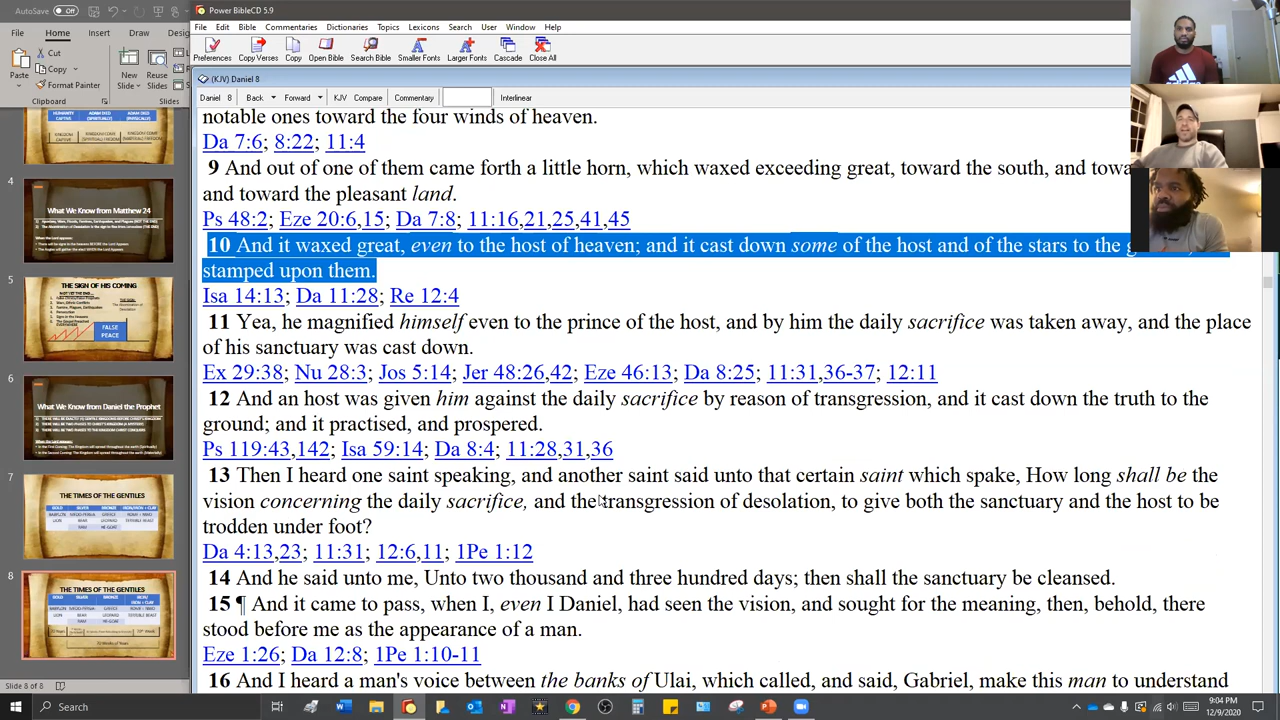 AutoSave Off
File Home Insert Draw
Cut
Copy
Format Painter
Paste
New
Slide
Reuse
Slides
Clipboard
Slides
4
What We Know from Matthew 24
5
THE SIGN OF HIS COMING
FALSE
PEACE
6
What We Know from Daniel the Prophet
7
THE TIMES OF THE GENTILES
8
THE TIMES OF THE GENTILES
Slide 8 of 8
Power BibleCD 5.9
File Edit Bible Commentaries Dictionaries Topics Lexicons Search User Window Help
Preferences Copy Verses Copy Open Bible Search Bible Smaller Fonts Larger Fonts Cascade Close All
(KJV) Daniel 8
Daniel 8 Back Forward KJV Compare Commentary Interlinear
notable ones toward the four winds of heaven.
Da 7:6; 8:22; 11:4
9 And out of one of them came forth a little horn, which waxed exceeding great, toward the south, and
and toward the pleasant land.
Ps 48:2; Eze 20:6,15; Da 7:8; 11:16,21,25,41,45
10 And it waxed great, even to the host of heaven; and it cast down some of the host and of the stars to the
stamped upon them.
Isa 14:13; Da 11:28; Re 12:4
11 Yea, he magnified himself even to the prince of the host, and by him the daily sacrifice was taken away, and the place
of his sanctuary was cast down.
Ex 29:38; Nu 28:3; Jos 5:14; Jer 48:26,42; Eze 46:13; Da 8:25; 11:31,36-37; 12:11
12 And an host was given him against the daily sacrifice by reason of transgression, and it cast down the truth to the
ground; and it practised, and prospered.
Ps 119:43,142; Isa 59:14; Da 8:4; 11:28,31,36
13 Then I heard one saint speaking, and another saint said unto that certain saint which spake, How long shall be the
vision concerning the daily sacrifice, and the transgression of desolation, to give both the sanctuary and the host to be
trodden under foot?
Da 4:13,23; 11:31; 12:6,11; 1Pe 1:12
14 And he said unto me, Unto two thousand and three hundred days; then shall the sanctuary be cleansed.
15 ¶ And it came to pass, when I, even I Daniel, had seen the vision, and sought for the meaning, then, behold, there
stood before me as the appearance of a man.
Eze 1:26; Da 12:8; 1Pe 1:10-11
16 And I heard a man's voice between the banks of Ulai, which called, and said, Gabriel, make this man to understand
Search
9:04 PM
12/9/2020